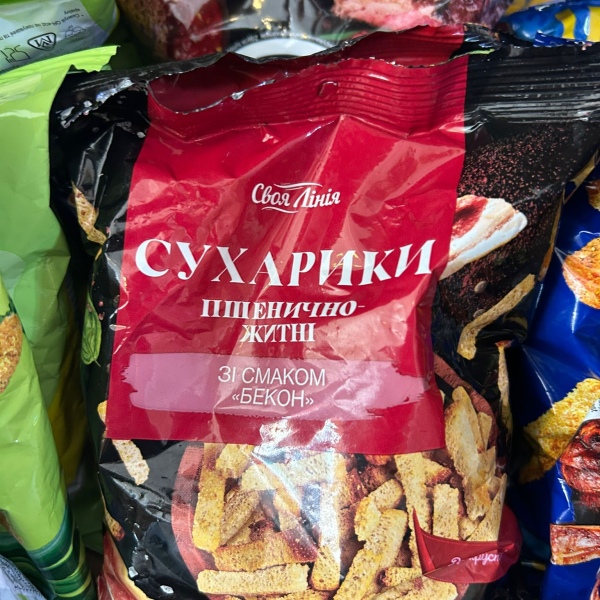 Своя Лінія
СУХАРИКИ
ПШЕНИЧНО-
ЖИТНІ
ЗІ СМАКОМ
«БЕКОН»